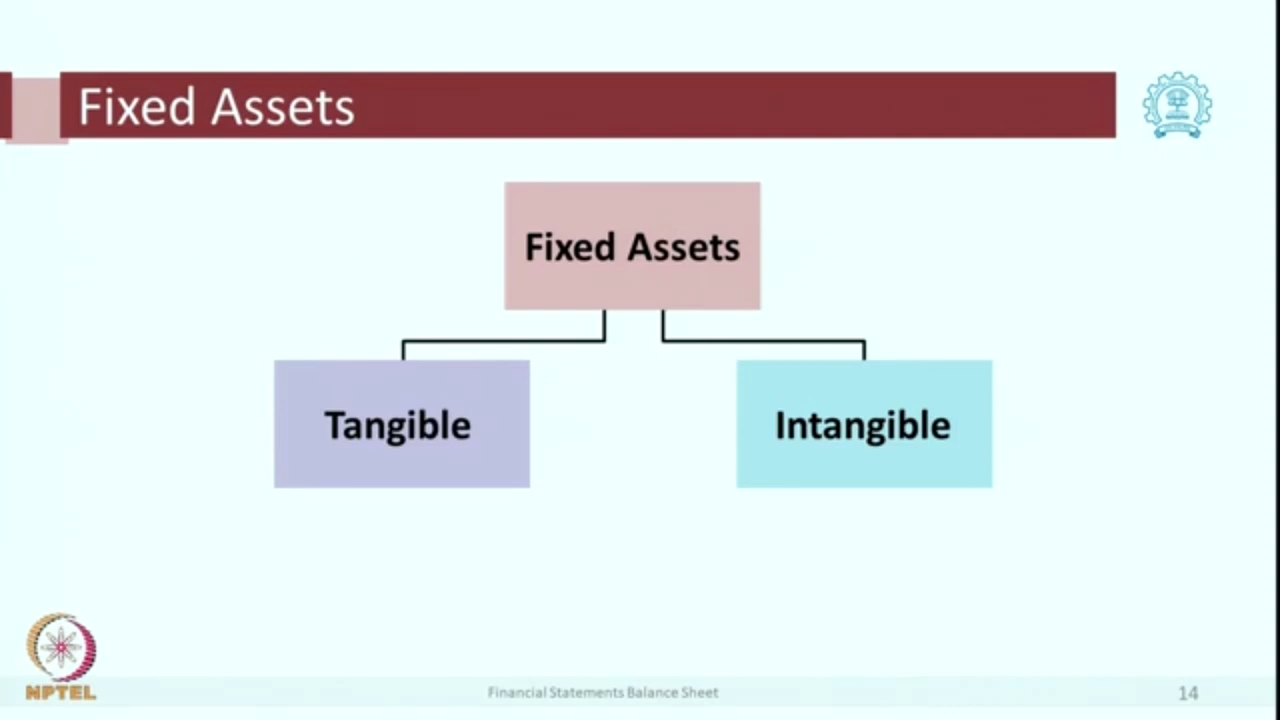 Fixed Assets
Fixed Assets
Tangible
Intangible
NPTEL
Financial Statements Balance Sheet
14